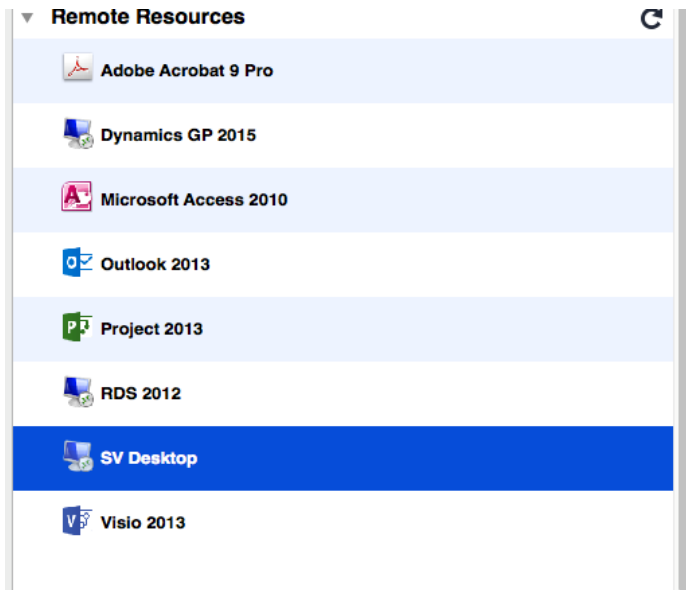 Remote Resources
Adobe Acrobat 9 Pro
Dynamics GP 2015
Microsoft Access 2010
Outlook 2013
Project 2013
RDS 2012
SV Desktop
Visio 2013